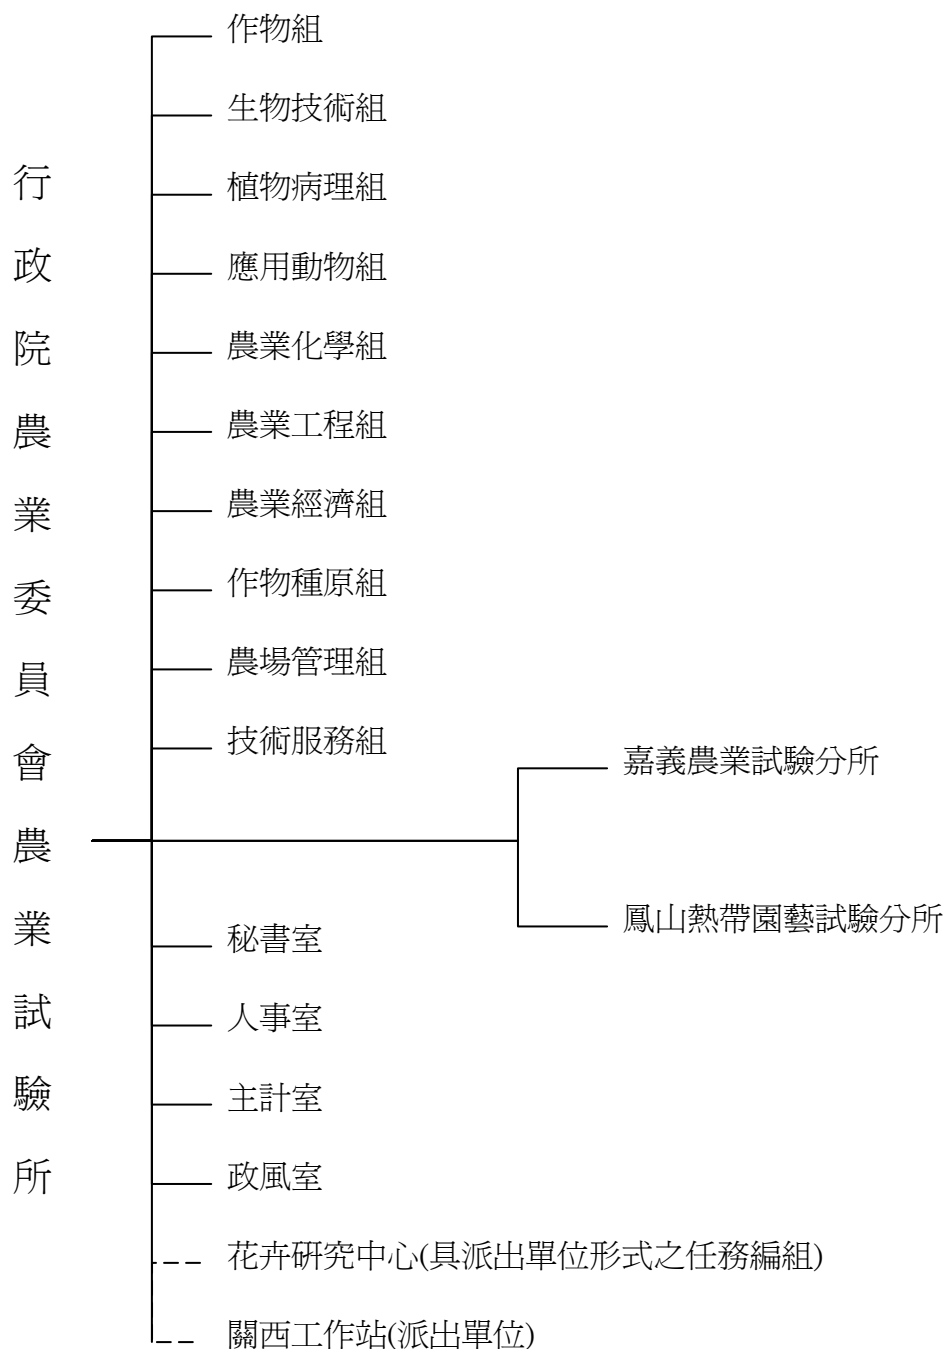 行政院農業委員會農業試驗所
作物組
生物技術組
植物病理組
應用動物組
農業化學組
農業工程組
農業經濟組
作物種原組
農場管理組
技術服務組
嘉義農業試驗分所
鳳山熱帶園藝試驗分所
秘書室
人事室
主計室
政風室
花卉研究中心(具派出單位形式之任務編組)
關西工作站(派出單位)